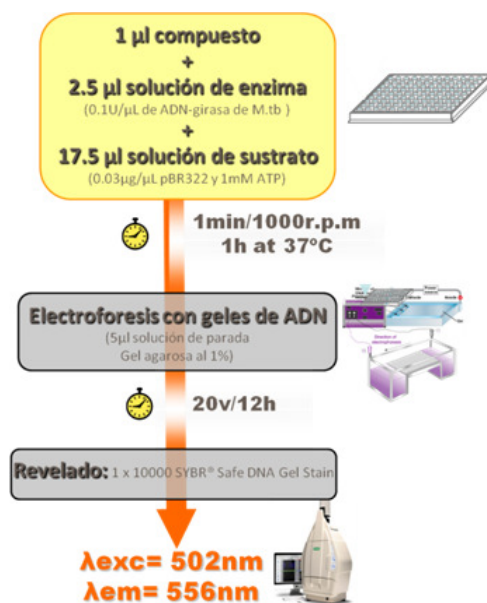 1 µl compuesto
+
2.5 µl solución de enzima
(0.1U/µL de ADN-girasa de M.tb )
+
17.5 µl solución de sustrato
(0.03µg/µL pBR322 y 1mM ATP)
1min/1000r.p.m
1h at 37ºC
Electroforesis con geles de ADN
(5µl solución de parada
Gel agarosa al 1%)
20v/12h
Revelado: 1 x 10000 SYBR® Safe DNA Gel Stain
λexc= 502nm
λem= 556nm